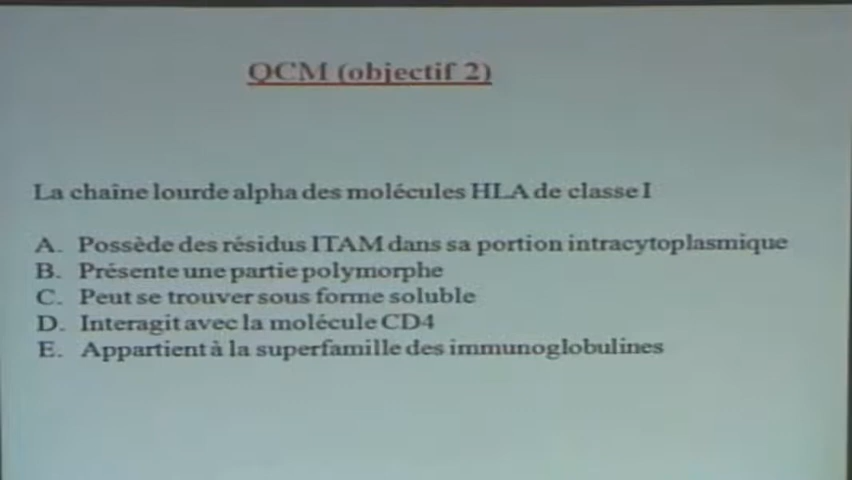 QCM (objectif 2)
La chaîne lourde alpha des molécules HLA de classe I
A. Possède des résidus ITAM dans sa portion intracytoplasmique
B. Présente une partie polymorphe
C. Peut se trouver sous forme soluble
D. Interagit avec la molécule CD4
E. Appartient à la superfamille des immunoglobulines